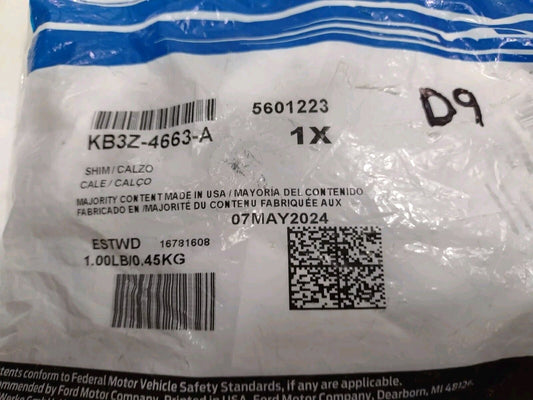 5601223
D9
KB3Z-4663-A
1X
SHIM/CALZO
CALE/CALÇO
MAJORITY CONTENT MADE IN USA/MAYORIA DEL CONTENIDO
FABRICADO EN /MAJORITÉ DU CONTENU FABRIQUÉE AUX
07MAY2024
ESTWD 16781608
1.00LB/0.45KG
conform to Federal Motor Vehicle Safety Standards, if any are applicable.
by Ford Motor Company, Printed in USA, Ford Motor Company, Dearborn, MI